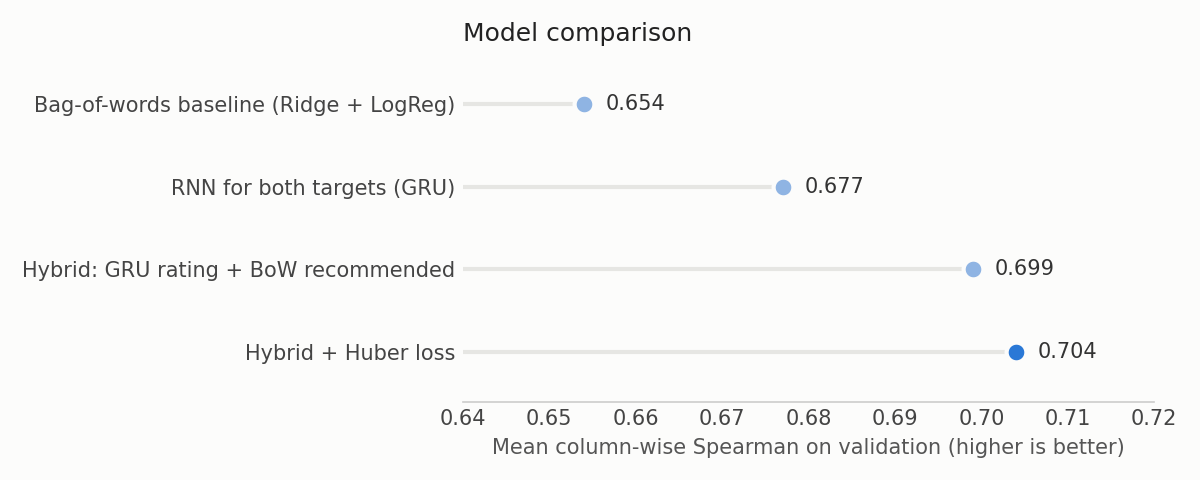 Model comparison
Bag-of-words baseline (Ridge + LogReg) 0.654
RNN for both targets (GRU) 0.677
Hybrid: GRU rating + BoW recommended 0.699
Hybrid + Huber loss 0.704
0.64 0.65 0.66 0.67 0.68 0.69 0.70 0.71 0.72
Mean column-wise Spearman on validation (higher is better)